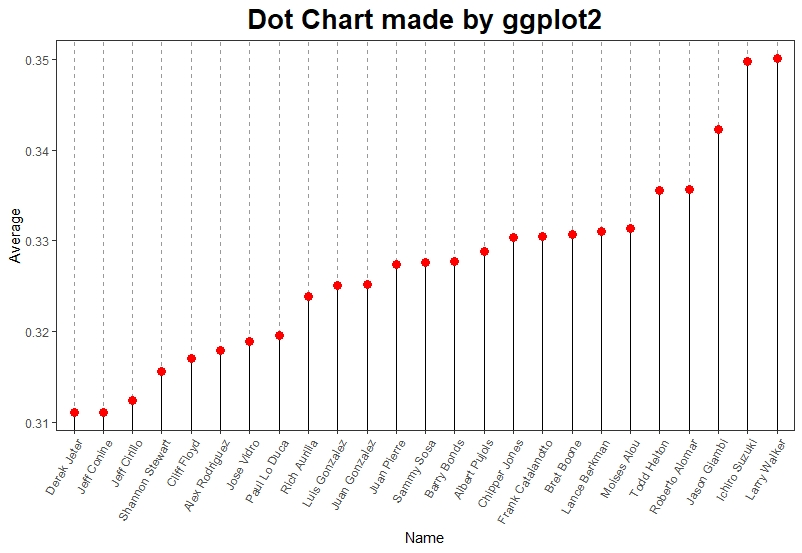 Dot Chart made by ggplot2
Average
0.35
0.34
0.33
0.32
0.31
Derek Jeter
Jeff Conine
Jeff Cirillo
Shannon Stewart
Cliff Floyd
Alex Rodriguez
Jose Vidro
Paul Lo Duca
Rich Aurilia
Luis Gonzalez
Juan Gonzalez
Juan Pierre
Sammy Sosa
Barry Bonds
Albert Pujols
Chipper Jones
Frank Catalanotto
Bret Boone
Lance Berkman
Moises Alou
Todd Helton
Roberto Alomar
Jason Giambi
Ichiro Suzuki
Larry Walker
Name